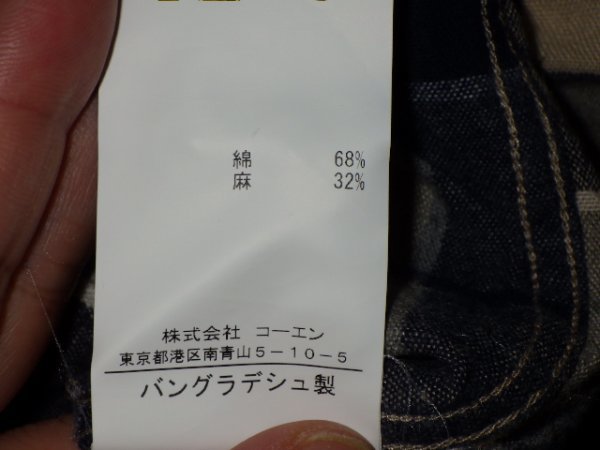 綿 68%
麻 32%
株式会社 コーエン
東京都港区南青山5-10-5
バングラデシュ製